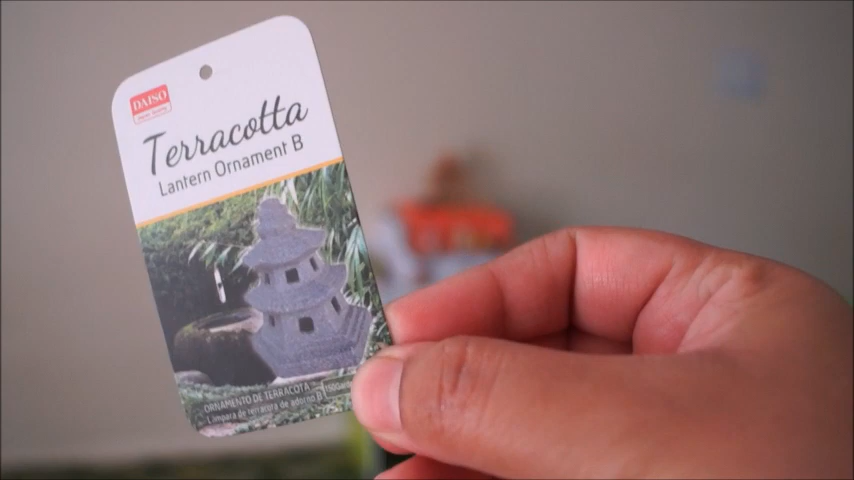 DAISO
Terracotta
Lantern Ornament B
ORNAMENTO DE TERRACOTA
Lámpara de terracota de adorno B